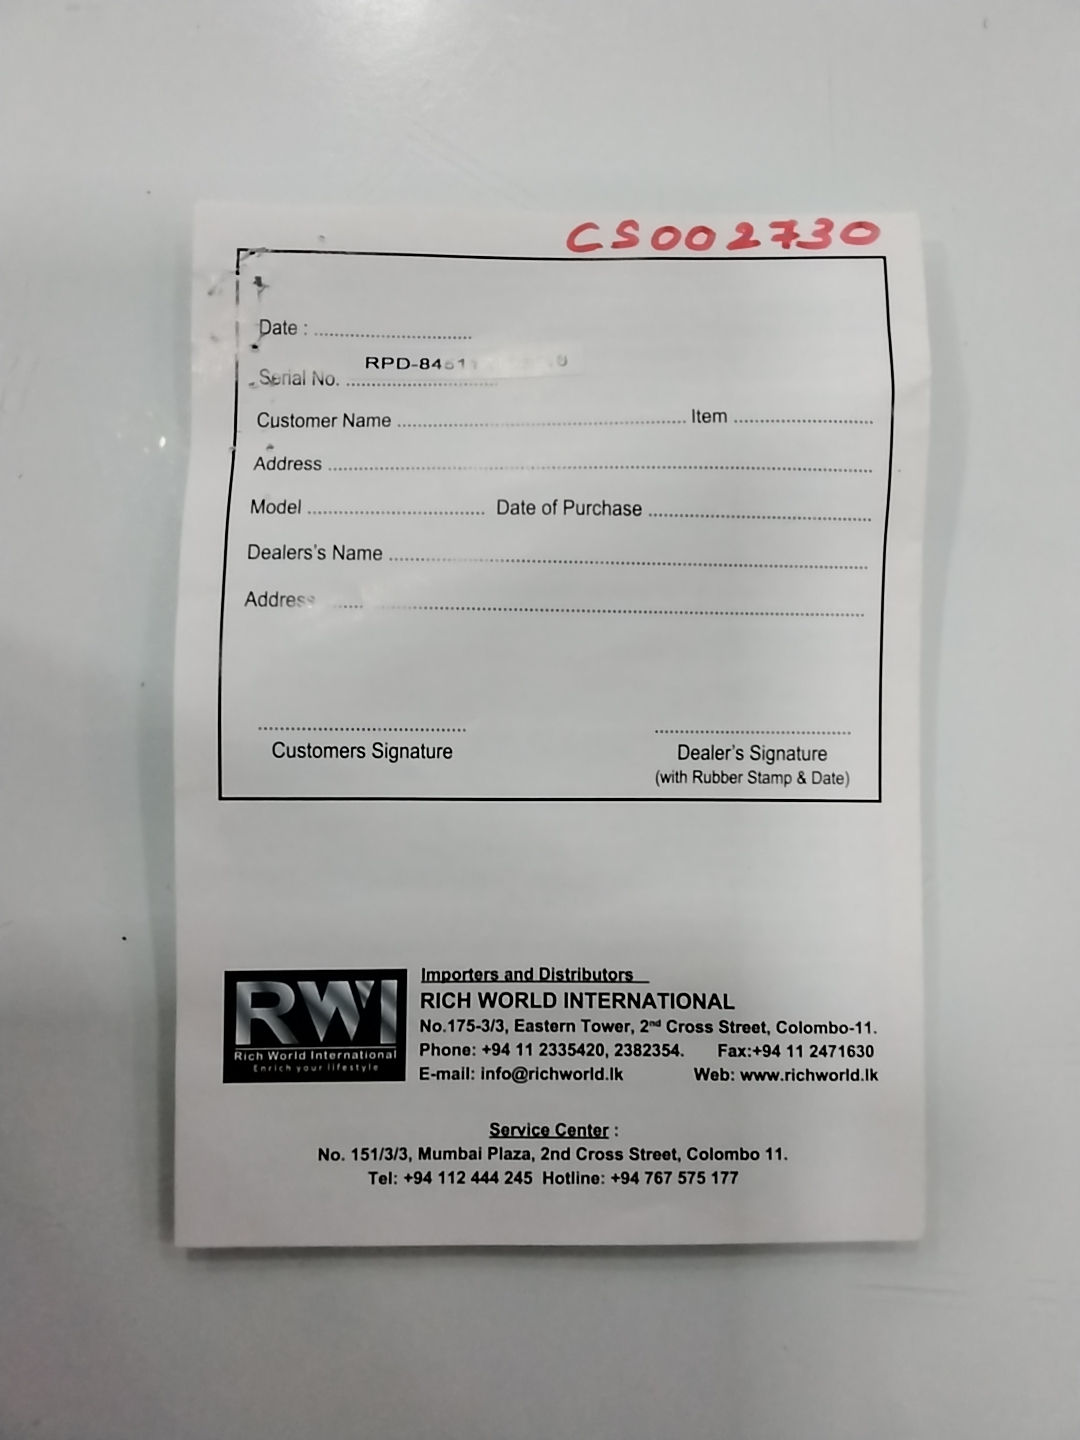 CS002730
Date : ........................
Serial No. ........................
Customer Name ........................ Item ........................
Address ........................
Model ........................ Date of Purchase ........................
Dealers's Name ........................
Address ........................
Customers Signature
Dealer's Signature
(with Rubber Stamp & Date)
RWI
Rich World International
Enrich your lifestyle
Importers and Distributors
RICH WORLD INTERNATIONAL
No.175-3/3, Eastern Tower, 2nd Cross Street, Colombo-11.
Phone: +94 11 2335420, 2382354. Fax:+94 11 2471630
E-mail: info@richworld.lk Web: www.richworld.lk
Service Center :
No. 151/3/3, Mumbai Plaza, 2nd Cross Street, Colombo 11.
Tel: +94 112 444 245 Hotline: +94 767 575 177